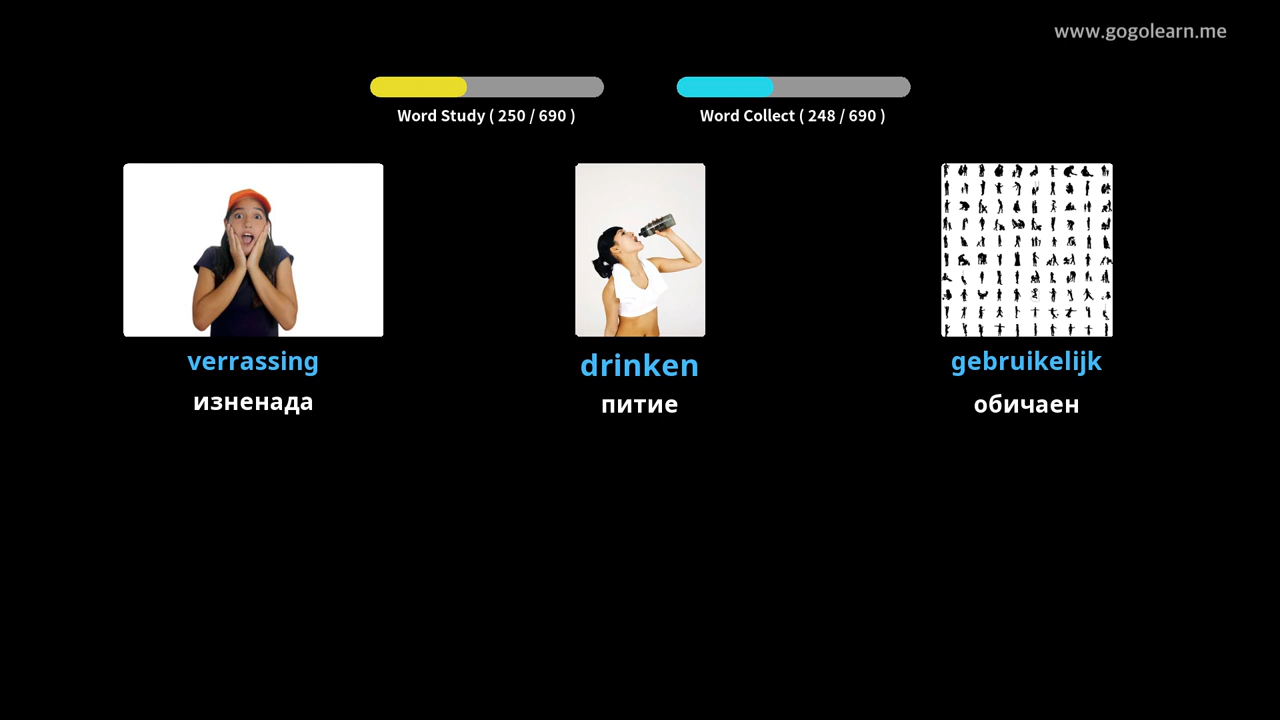 www.gogolearn.me
Word Study ( 250 / 690 )
Word Collect ( 248 / 690 )
verrassing
изненада
drinken
питие
gebruikelijk
обичаен